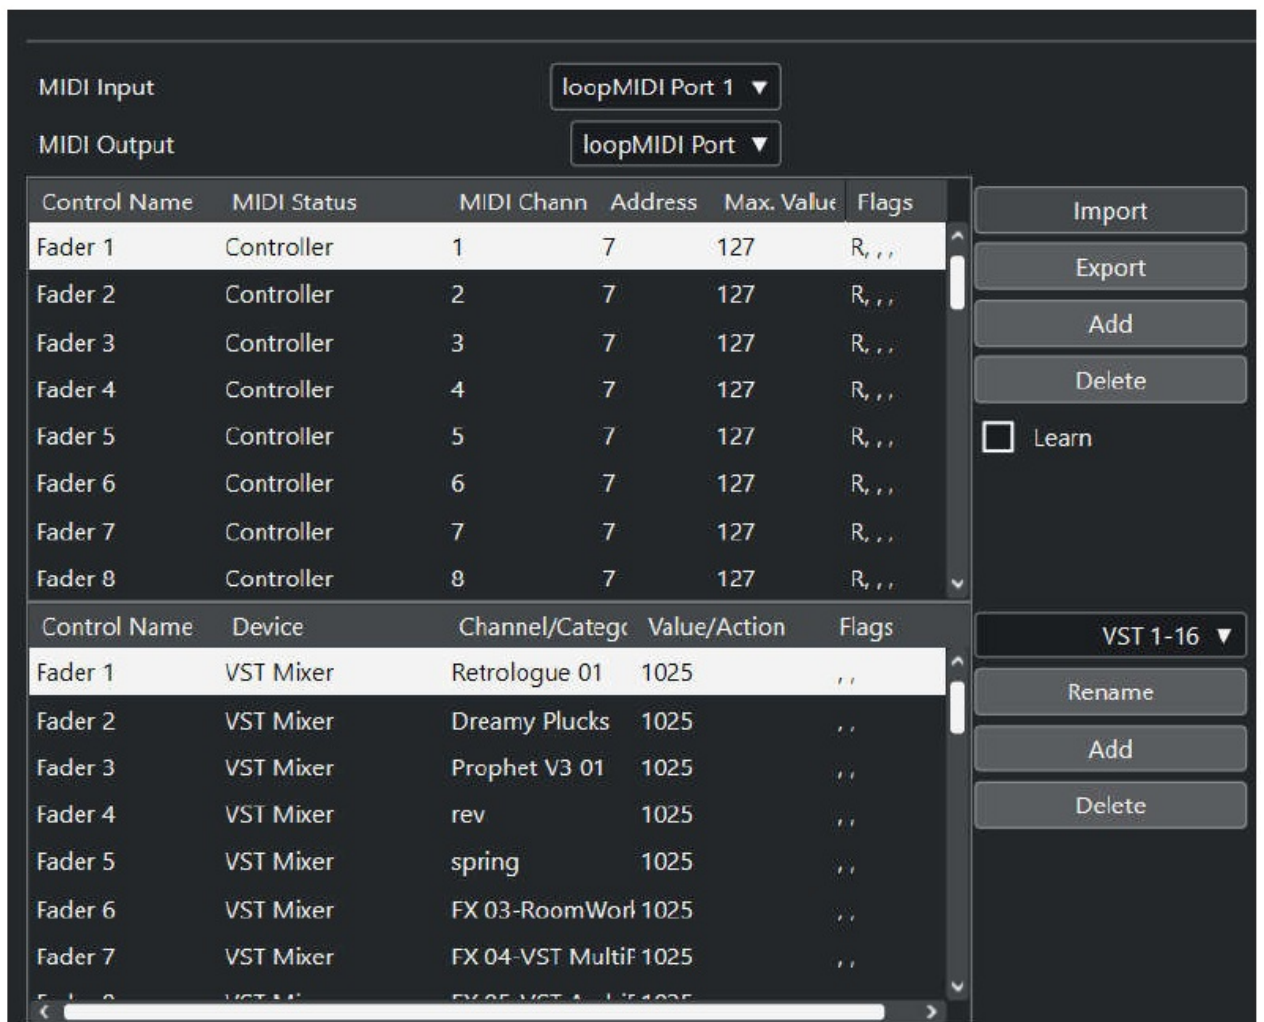 MIDI Input loopMIDI Port 1 ▼
MIDI Output loopMIDI Port ▼
Control Name MIDI Status MIDI Chann Address Max. Value Flags
Import
Fader 1 Controller 1 7 127 R, , ,
Export
Fader 2 Controller 2 7 127 R, , ,
Add
Fader 3 Controller 3 7 127 R, , ,
Delete
Fader 4 Controller 4 7 127 R, , ,
Fader 5 Controller 5 7 127 R, , ,
Learn
Fader 6 Controller 6 7 127 R, , ,
Fader 7 Controller 7 7 127 R, , ,
Fader 8 Controller 8 7 127 R, , ,
Control Name Device Channel/Catego Value/Action Flags
VST 1-16 ▼
Fader 1 VST Mixer Retrologue 01 1025 , ,
Rename
Fader 2 VST Mixer Dreamy Plucks 1025 , ,
Add
Fader 3 VST Mixer Prophet V3 01 1025 , ,
Delete
Fader 4 VST Mixer rev 1025 , ,
Fader 5 VST Mixer spring 1025 , ,
Fader 6 VST Mixer FX 03-RoomWork 1025 , ,
Fader 7 VST Mixer FX 04-VST Multi 1025 , ,